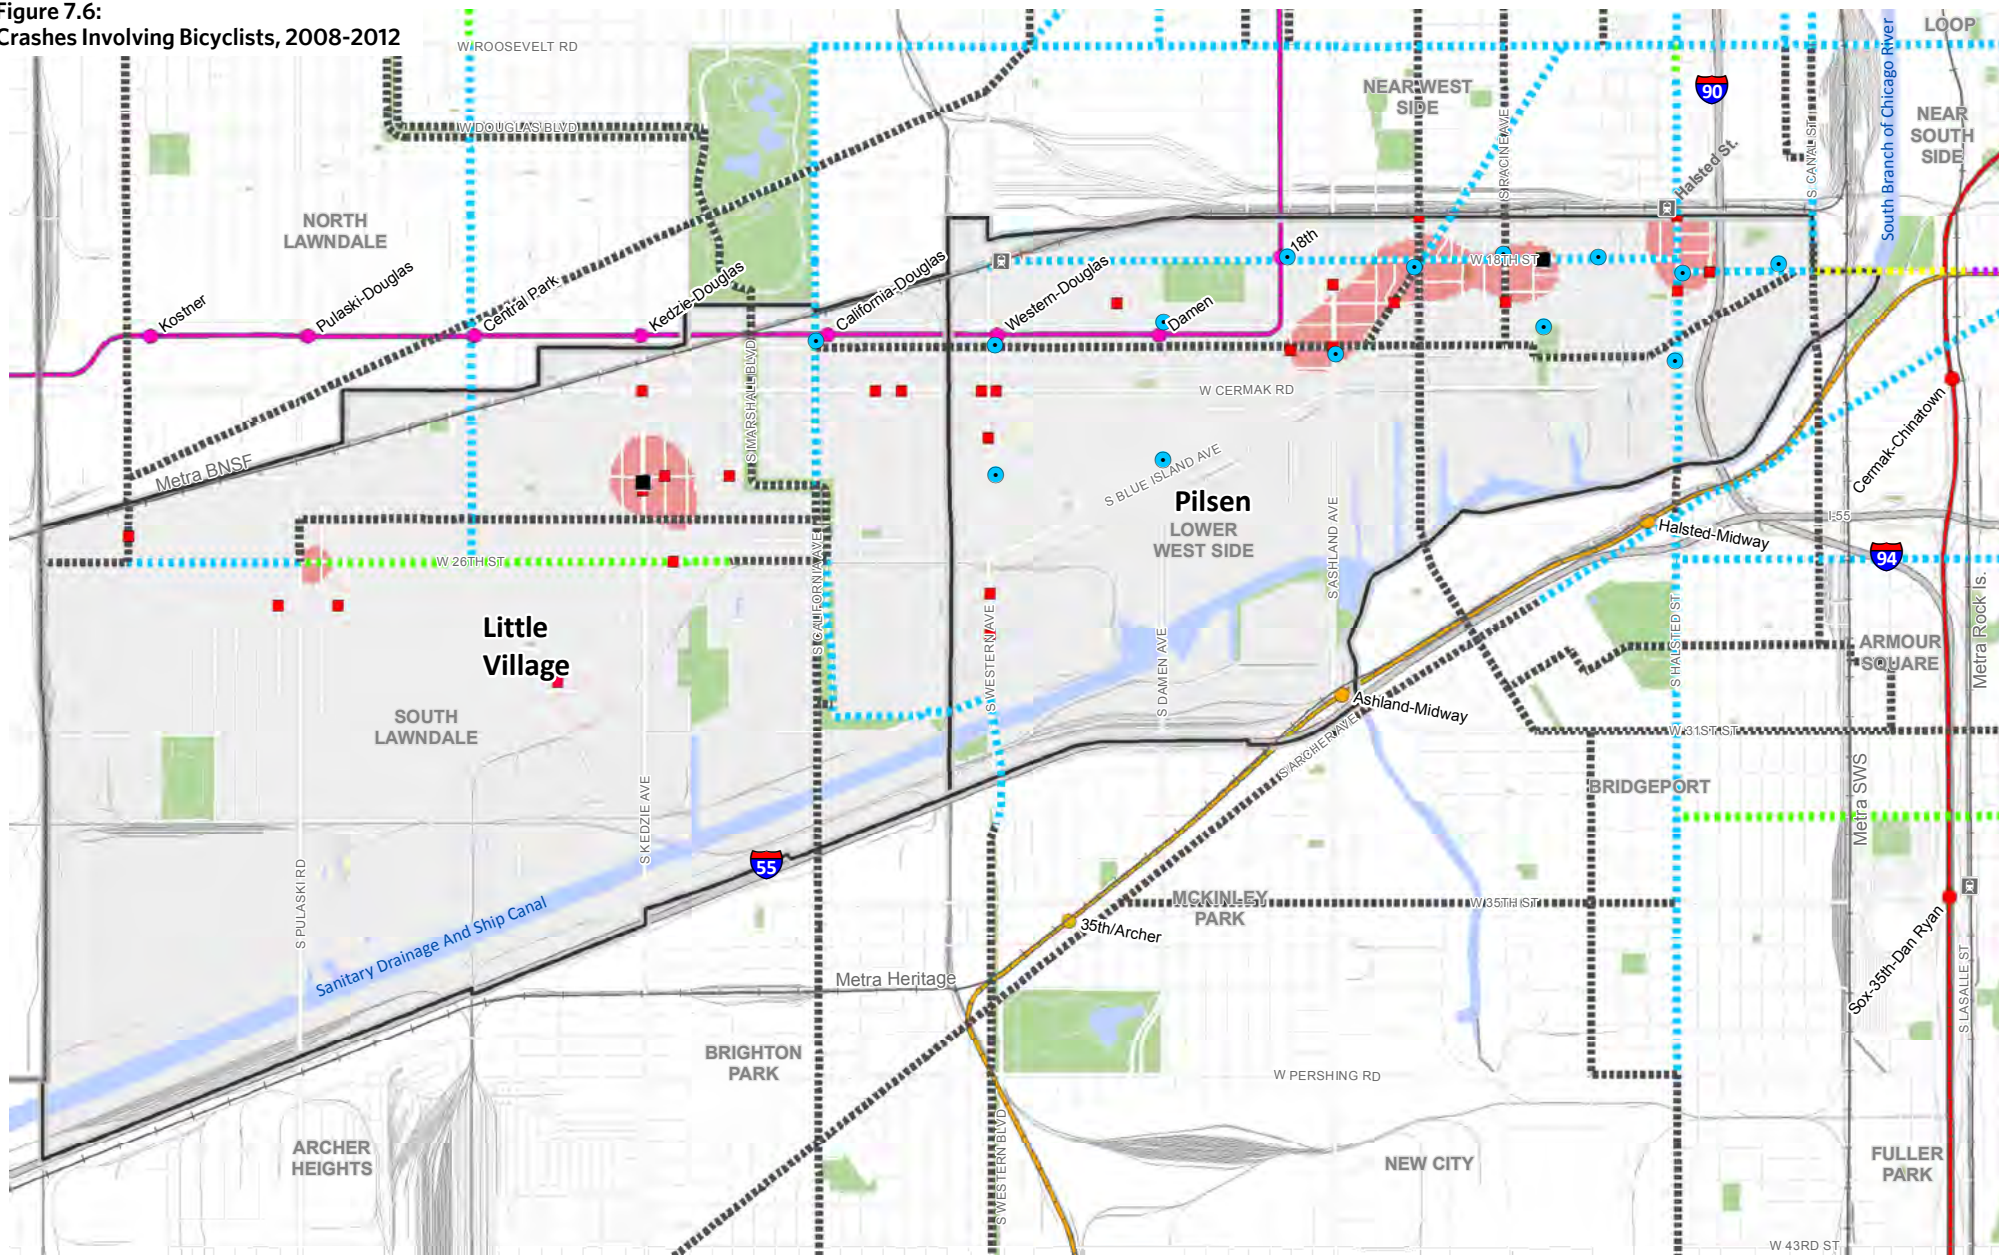 Figure 7.6:
Crashes Involving Bicyclists, 2008-2012
W ROOSEVELT RD
LOOP
South Branch of Chicago River
90
NEAR WEST
SIDE
NEAR
SOUTH
SIDE
W DOUGLAS BLVD
S RACINE AVE
S CANAL ST
Halsted St.
NORTH
LAWNDALE
Kostner
Pulaski-Douglas
Central Park
Kedzie-Douglas
California-Douglas
Western-Douglas
Damen
18th
W 18TH ST
S MARSHALL BLVD
W CERMAK RD
Cermak-Chinatown
Metra BNSF
S BLUE ISLAND AVE
Pilsen
LOWER
WEST SIDE
S ASHLAND AVE
Halsted-Midway
I-55
94
W 26TH ST
S CALIFORNIA AVE
Little
Village
S WESTERN AVE
S DAMEN AVE
S HALSTED ST
ARMOUR
SQUARE
Metra Rock Is.
SOUTH
LAWNDALE
Ashland-Midway
S ARCHER AVE
W 31ST ST
BRIDGEPORT
Metra SWS
S KEDZIE AVE
55
S PULASKI RD
Sanitary Drainage And Ship Canal
MCKINLEY
PARK
W 35TH ST
35th/Archer
Sox-35th-Dan Ryan
S LASALLE ST
Metra Heritage
BRIGHTON
PARK
W PERSHING RD
ARCHER
HEIGHTS
S WESTERN BLVD
NEW CITY
FULLER
PARK
W 43RD ST